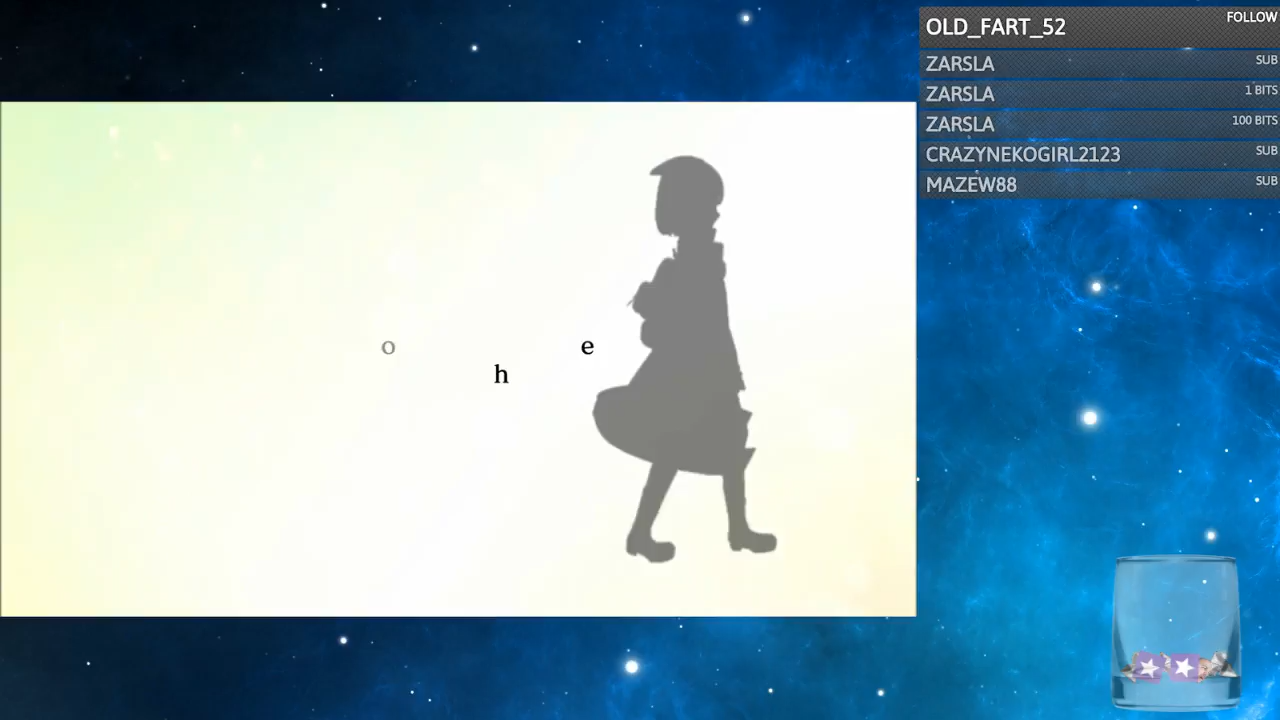 o e
h
OLD_FART_52 FOLLOW
ZARSLA SUB
ZARSLA 1 BITS
ZARSLA 100 BITS
CRAZYNEKOGIRL2123 SUB
MAZEW88 SUB